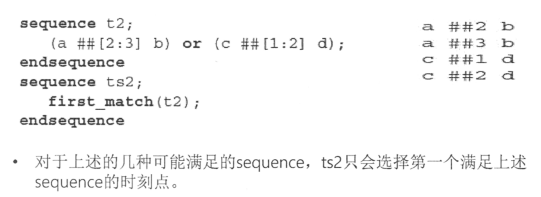 sequence t2;
(a ##[2:3] b) or (c ##[1:2] d);
endsequence
sequence ts2;
first_match(t2);
endsequence
a ##2 b
a ##3 b
c ##1 d
c ##2 d
• 对于上述的几种可能满足的sequence，ts2只会选择第一个满足上述
sequence的时刻点。